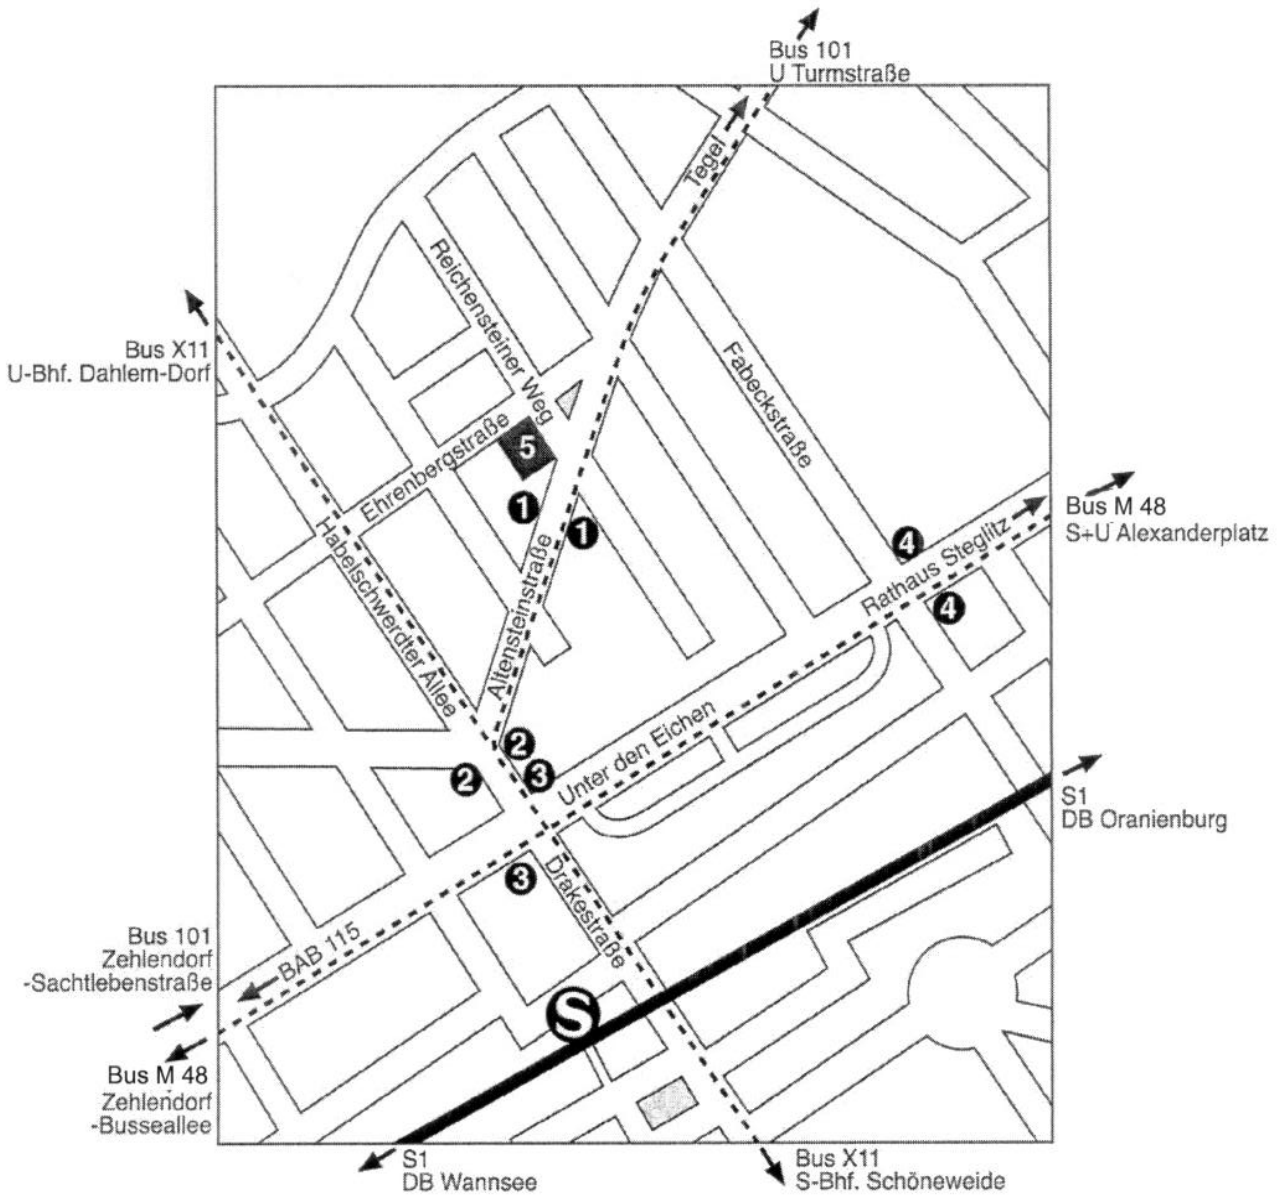 Bus 101
U Turmstraße
Tegel
Reichensteiner Weg
Bus X11
U-Bhf. Dahlem-Dorf
Fabeckstraße
Ehrenbergstraße
5
1
1
Bus M 48
S+U Alexanderplatz
Habelschwerdter Allee
Altensteinstraße
4
Rathaus Steglitz
4
2
2
3
Unter den Eichen
S1
DB Oranienburg
3
Drakestraße
Bus 101
Zehlendorf
-Sachtlebenstraße
BAB 115
S
Bus M 48
Zehlendorf
-Busseallee
S1
DB Wannsee
Bus X11
S-Bhf. Schöneweide